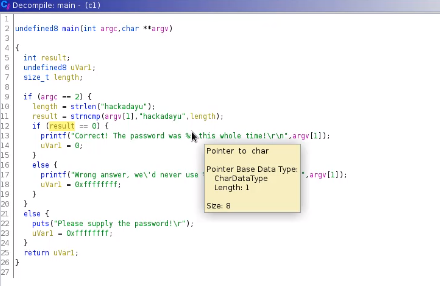 Decompile: main - (c1)
1
2 undefined8 main(int argc,char **argv)
3
4 {
5 int result;
6 undefined8 uVar1;
7 size_t length;
8
9 if (argc == 2) {
10 length = strlen("hackadayu");
11 result = strncmp(argv[1],"hackadayu",length);
12 if (result == 0) {
13 printf("Correct! The password was this whole time!\r\n",argv[1]);
14 uVar1 = 0;
15 }
16 else {
17 printf("Wrong answer, we\'d never use ",argv[1]);
18 uVar1 = 0xffffffff;
19 }
20 }
21 else {
22 puts("Please supply the password!\r");
23 uVar1 = 0xffffffff;
24 }
25 return uVar1;
26 }
27
Pointer to char
Pointer Base Data Type:
CharDataType
Length: 1
Size: 8